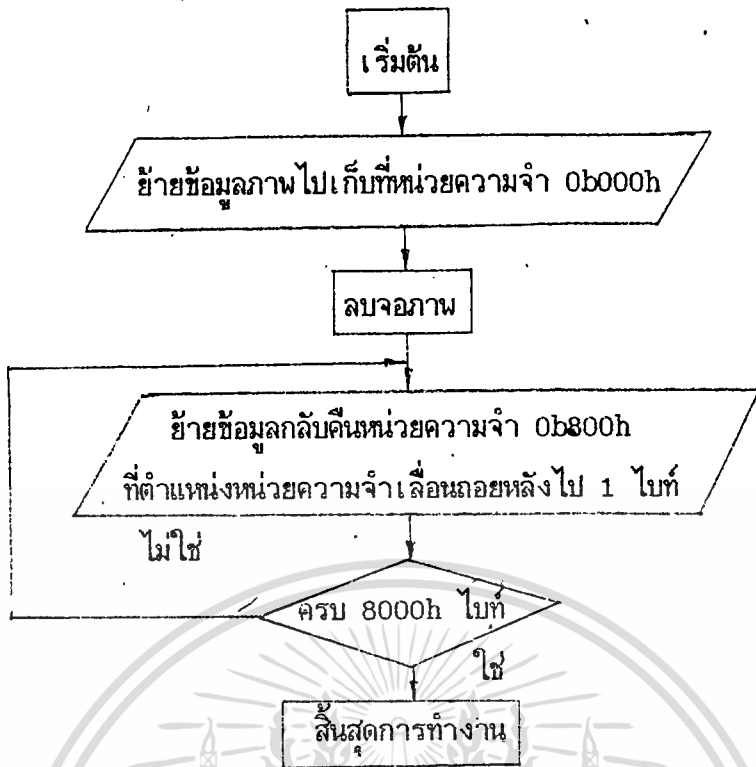 เริ่มต้น
ย้ายข้อมูลภาพไปเก็บที่หน่วยความจำ 0b000h
ลบจอภาพ
ย้ายข้อมูลกลับคืนหน่วยความจำ 0b800h
ที่ตำแหน่งหน่วยความจำเลื่อนถอยหลังไป 1 ไบท์
ไม่ใช่
ครบ 8000h ไบท์
ใช่
สิ้นสุดการทำงาน